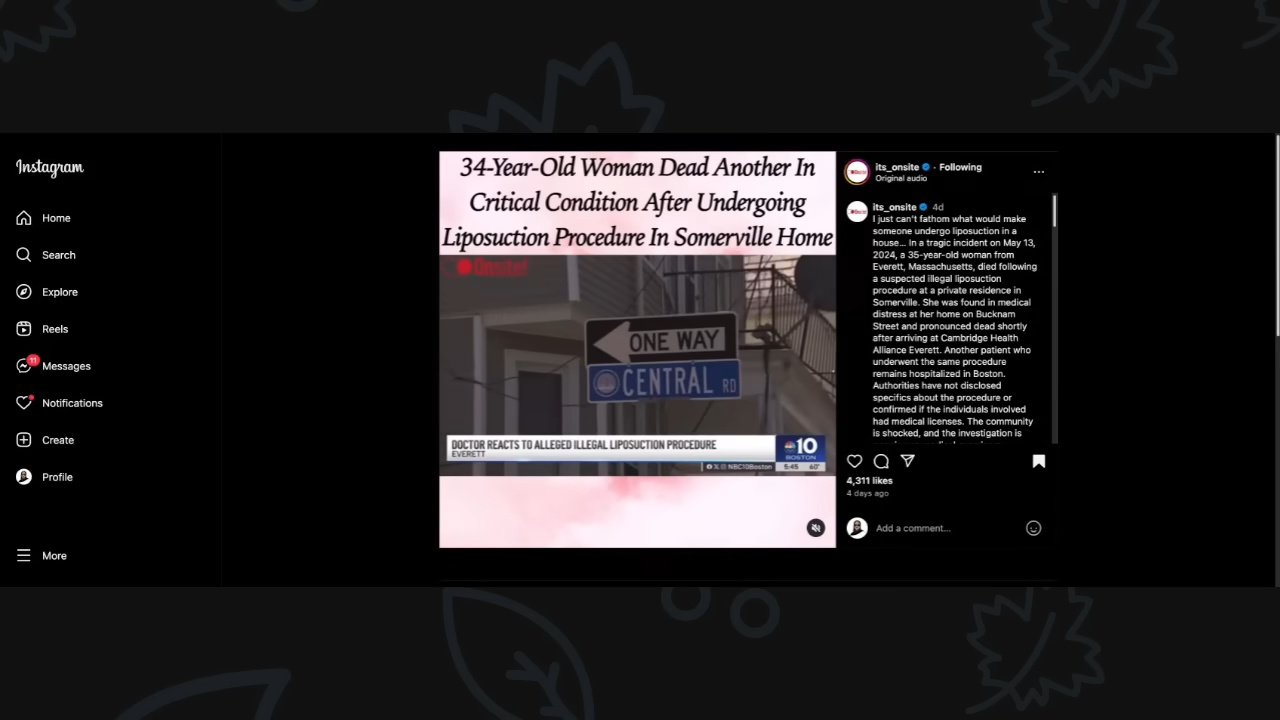 Instagram
Home
Search
Explore
Reels
11
Messages
Notifications
Create
Profile
More
34-Year-Old Woman Dead Another In
Critical Condition After Undergoing
Liposuction Procedure In Somerville Home
Onsite!
ONE WAY
CENTRAL RD
DOCTOR REACTS TO ALLEGED ILLEGAL LIPOSUCTION PROCEDURE
EVERETT
10
BOSTON
NBC10Boston
5:45 60°
its_onsite · Following
Original audio
its_onsite 4d
I just can't fathom what would make
someone undergo liposuction in a
house... In a tragic incident on May 13,
2024, a 35-year-old woman from
Everett, Massachusetts, died following
a suspected illegal liposuction
procedure at a private residence in
Somerville. She was found in medical
distress at her home on Bucknam
Street and pronounced dead shortly
after arriving at Cambridge Health
Alliance Everett. Another patient who
underwent the same procedure
remains hospitalized in Boston.
Authorities have not disclosed
specifics about the procedure or
confirmed if the individuals involved
had medical licenses. The community
is shocked, and the investigation is
4,311 likes
4 days ago
Add a comment...